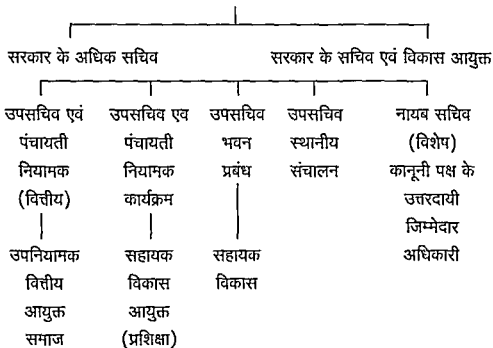 सरकार के अधिक सचिव
सरकार के सचिव एवं विकास आयुक्त
उपसचिव एवं
पंचायती
नियामक
(वित्तीय)
उपसचिव एव
पंचायती
नियामक
कार्यक्रम
उपसचिव
भवन
प्रबंध
उपसचिव
स्थानीय
संचालन
नायब सचिव
(विशेष)
कानूनी पक्ष के
उत्तरदायी
जिम्मेदार
अधिकारी
उपनियामक
वित्तीय
आयुक्त
समाज
सहायक
विकास
आयुक्त
(प्रशिक्षा)
सहायक
विकास